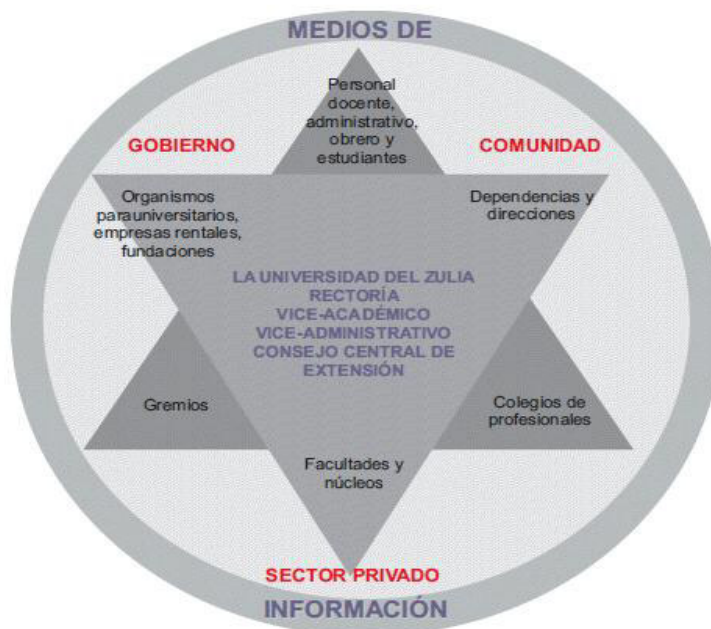 MEDIOS DE
Personal
docente,
administrativo,
obrero y
estudiantes
GOBIERNO
COMUNIDAD
Organismos
parauniversitarios,
empresas rentales,
fundaciones
Dependencias y
direcciones
LA UNIVERSIDAD DEL ZULIA
RECTORÍA
VICE-ACADÉMICO
VICE-ADMINISTRATIVO
CONSEJO CENTRAL DE
EXTENSIÓN
Gremios
Colegios de
profesionales
Facultades y
núcleos
SECTOR PRIVADO
INFORMACIÓN